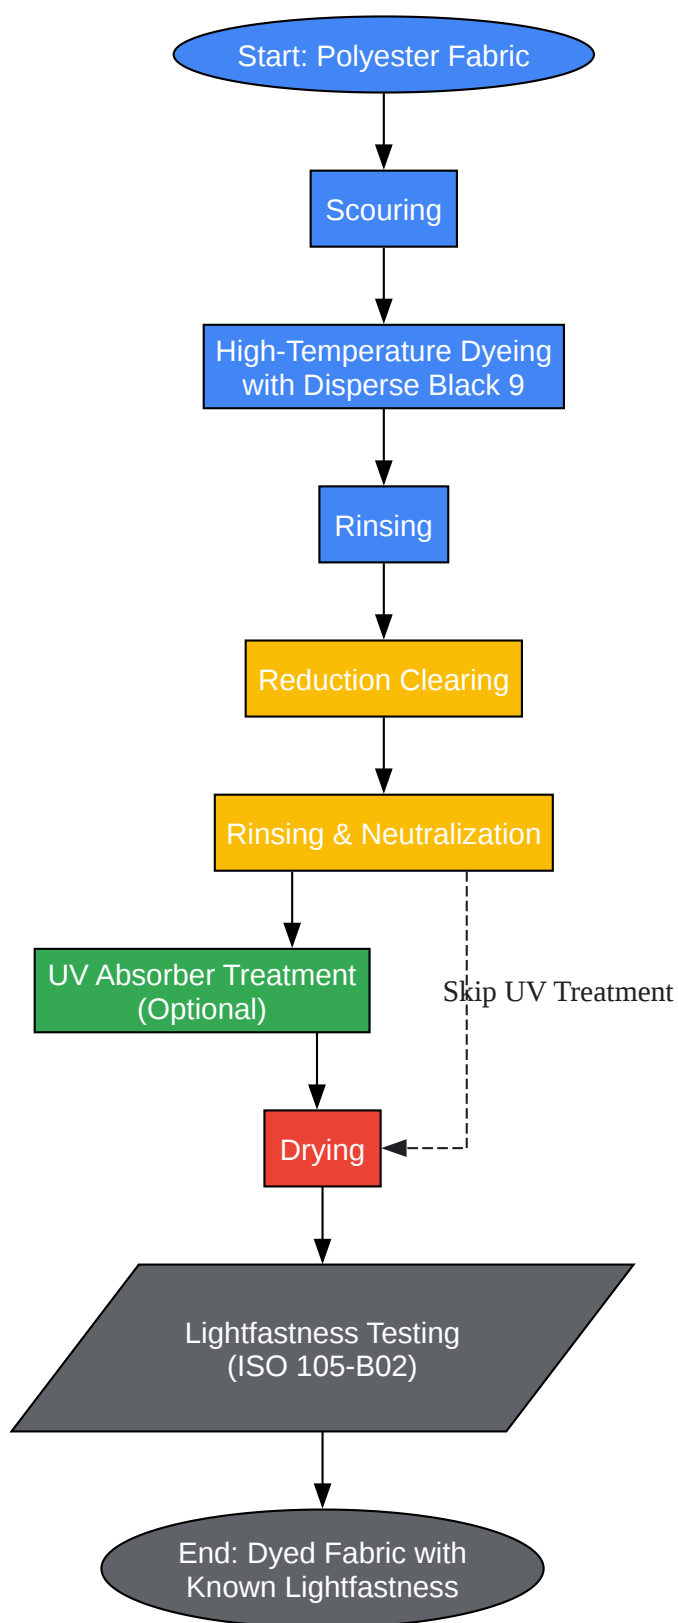 Start: Polyester Fabric
Scouring
High-Temperature Dyeing
with Disperse Black 9
Rinsing
Reduction Clearing
Rinsing & Neutralization
UV Absorber Treatment
(Optional)
Skip UV Treatment
Drying
Lightfastness Testing
(ISO 105-B02)
End: Dyed Fabric with
Known Lightfastness